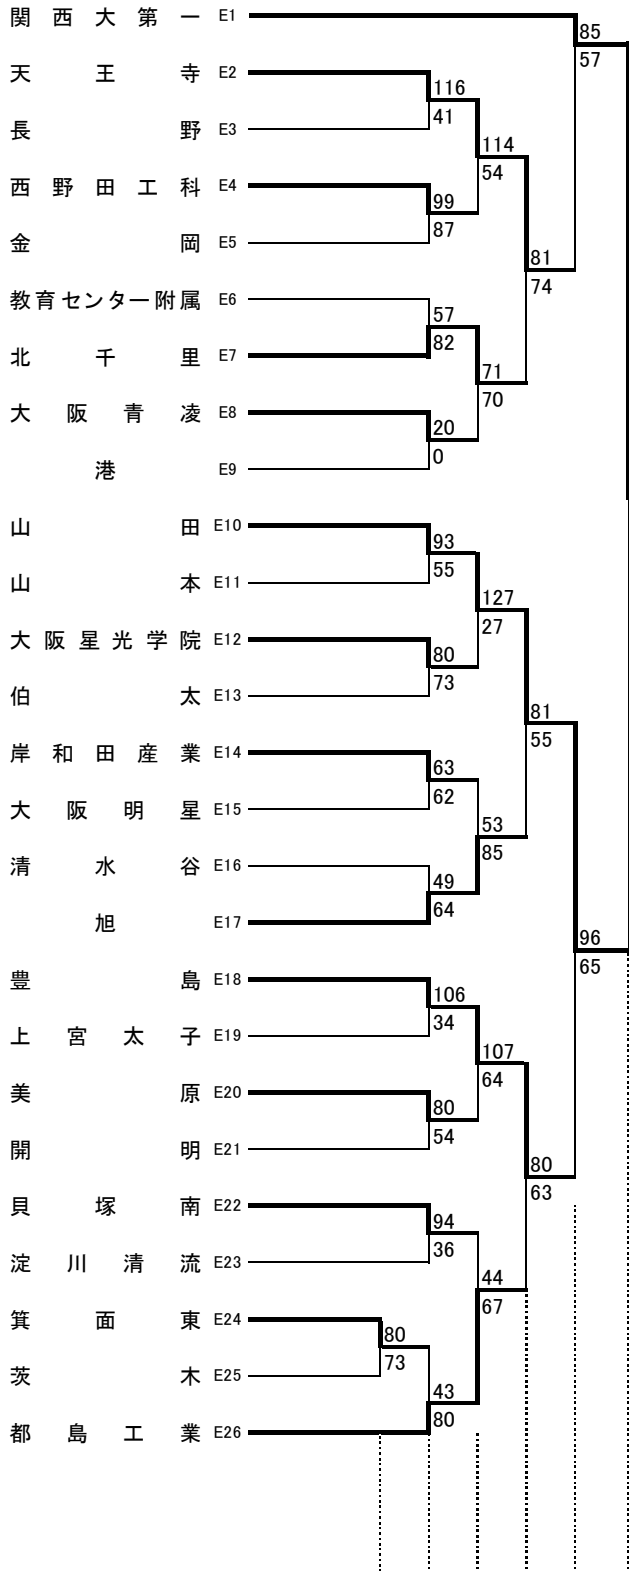 関西大第一 E1
85
57
天王寺 E2
116
41
長野 E3
114
54
西野田工科 E4
99
87
金岡 E5
81
74
教育センター附属 E6
57
82
北千里 E7
71
70
大阪青凌 E8
20
0
港 E9
山田 E10
93
55
山本 E11
127
27
大阪星光学院 E12
80
73
伯太 E13
81
55
岸和田産業 E14
63
62
大阪明星 E15
53
85
清水谷 E16
49
64
旭 E17
96
65
豊島 E18
106
34
上宮太子 E19
107
64
美原 E20
80
54
開明 E21
80
63
貝塚南 E22
94
36
淀川清流 E23
44
67
箕面東 E24
80
73
茨木 E25
43
80
都島工業 E26